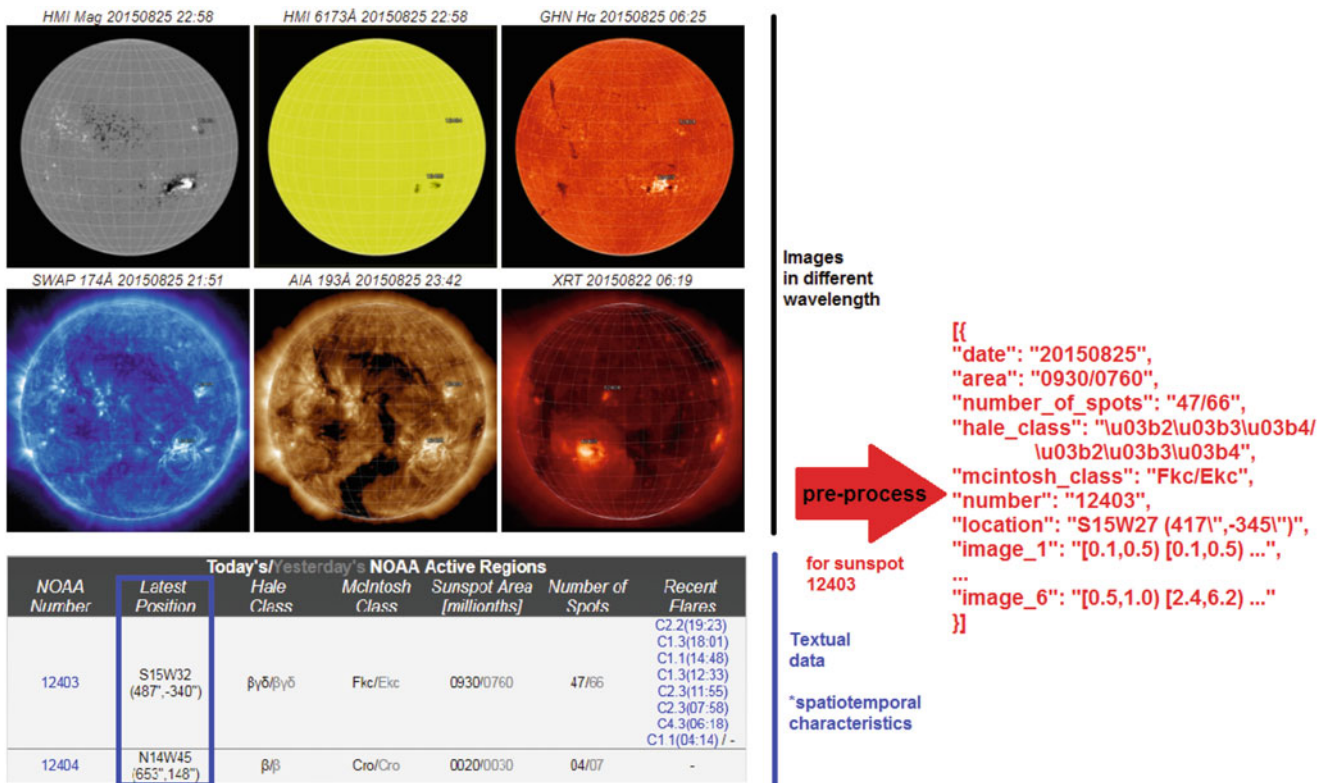 HMI Mag 20150825 22:58
HMI 6173Å 20150825 22:58
GHN Hα 20150825 06:25
SWAP 174Å 20150825 21:51
AIA 193Å 20150825 23:42
XRT 20150822 06:19
Images
in different
wavelength
Today's/Yesterday's NOAA Active Regions
NOAA
Number
Latest
Position
Hale
Class
McIntosh
Class
Sunspot Area
[millionths]
Number of
Spots
Recent
Flares
12403
S15W32
(487",-340")
βγδ/βγδ
Fkc/Ekc
0930/0760
47/66
C2.2(19:23)
C1.3(18:01)
C1.1(14:48)
C1.3(12:33)
C2.3(11:55)
C2.3(07:58)
C4.3(06:18)
C1.1(04:14) / -
12404
N14W45
(653",148")
β/β
Cro/Cro
0020/0030
04/07
-
Textual
data
*spatiotemporal
characteristics
pre-process
for sunspot
12403
[{
"date": "20150825",
"area": "0930/0760",
"number_of_spots": "47/66",
"hale_class": "\u03b2\u03b3\u03b4/
\u03b2\u03b3\u03b4",
"mcintosh_class": "Fkc/Ekc",
"number": "12403",
"location": "S15W27 (417\",-345\")",
"image_1": "[0.1,0.5) [0.1,0.5) ...",
...
"image_6": "[0.5,1.0) [2.4,6.2) ..."
}]